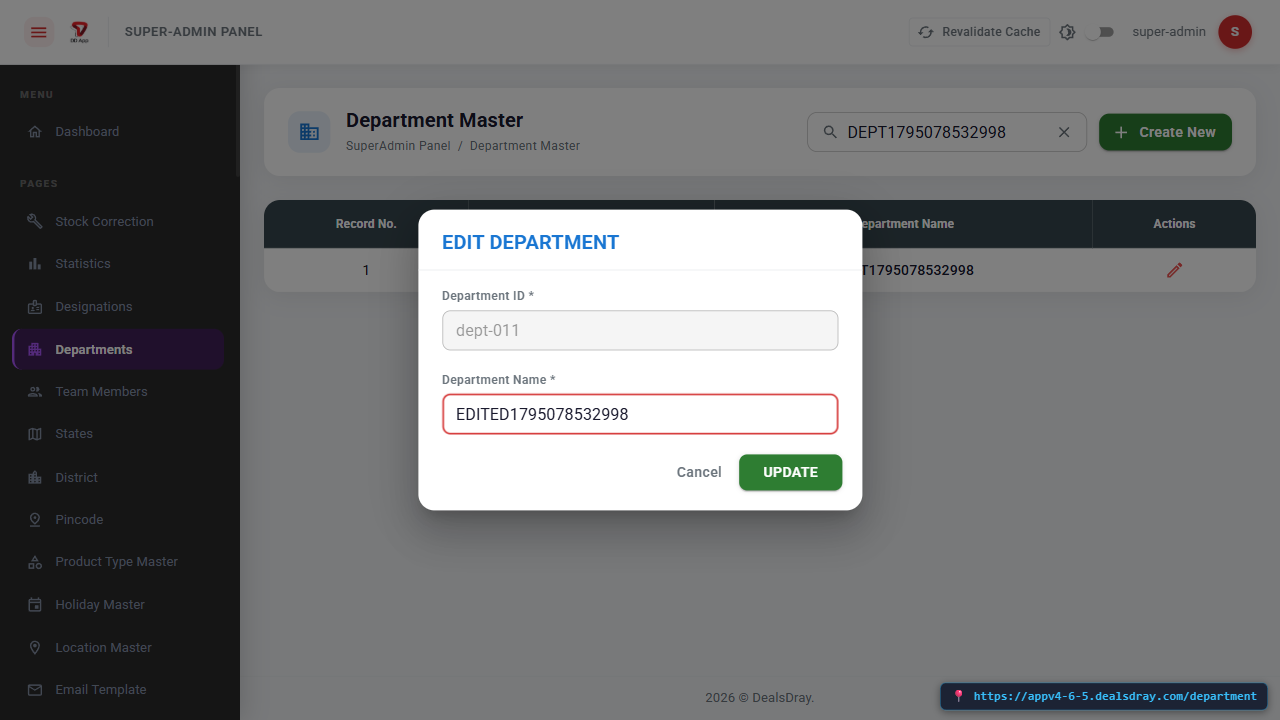 DD App
SUPER-ADMIN PANEL
Revalidate Cache
super-admin
S
MENU
Dashboard
PAGES
Stock Correction
Statistics
Designations
Departments
Team Members
States
District
Pincode
Product Type Master
Holiday Master
Location Master
Email Template
Department Master
SuperAdmin Panel / Department Master
DEPT1795078532998
Create New
Record No.
epartment Name
Actions
1
T1795078532998
EDIT DEPARTMENT
Department ID *
dept-011
Department Name *
EDITED1795078532998
Cancel
UPDATE
2026 © DealsDray.
https://appv4-6-5.dealsdray.com/department